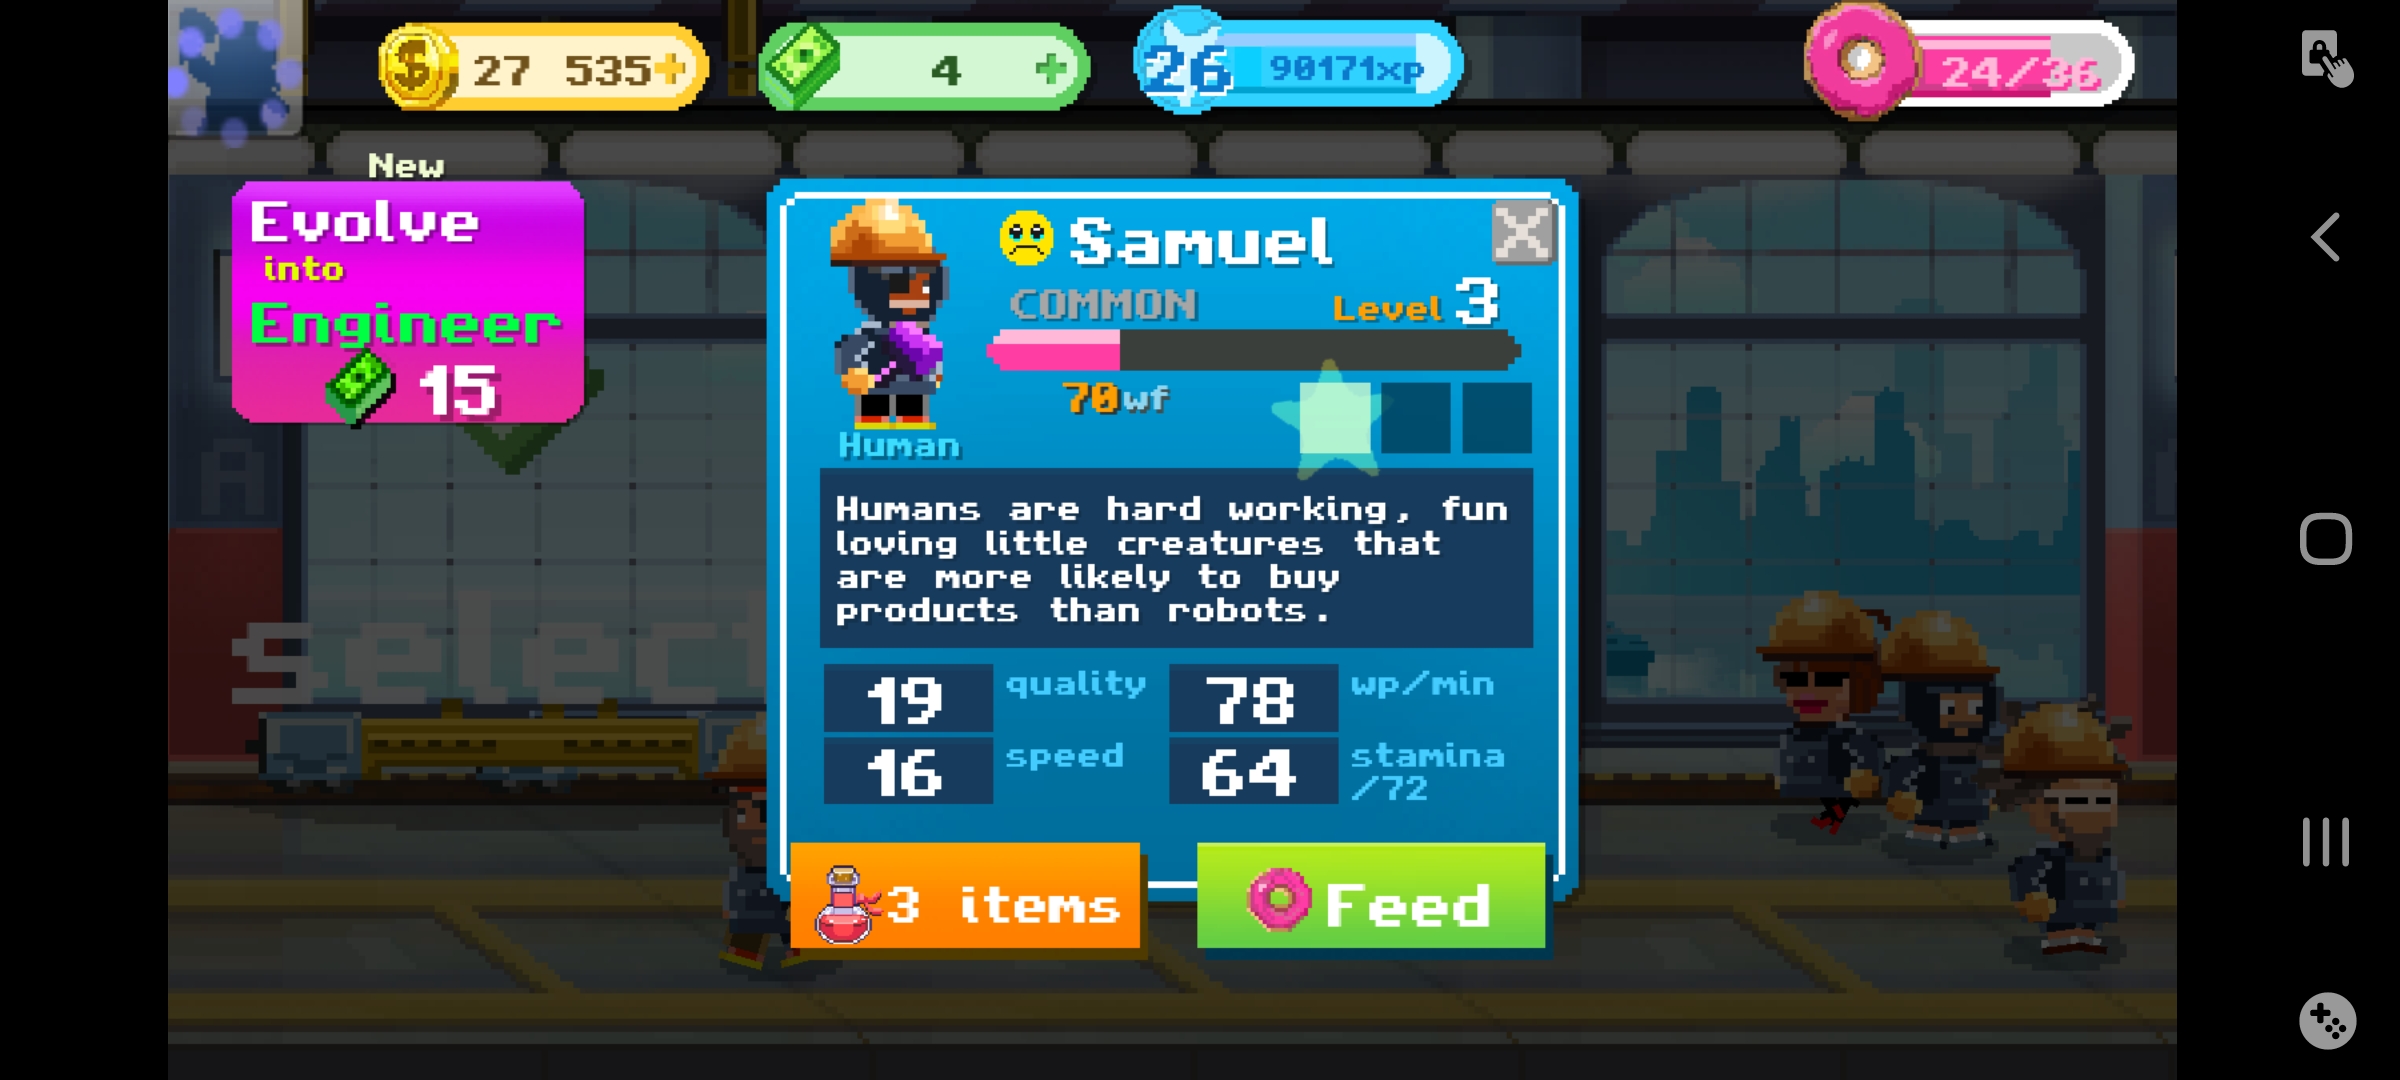 27 535
4
26 90171xp
24/36
New
Evolve
into
Engineer
15
Samuel
COMMON
Level 3
70wf
Human
Humans are hard working, fun
loving little creatures that
are more likely to buy
products than robots.
19 quality
78 wp/min
16 speed
64 stamina
/72
3 items
Feed
A
Select